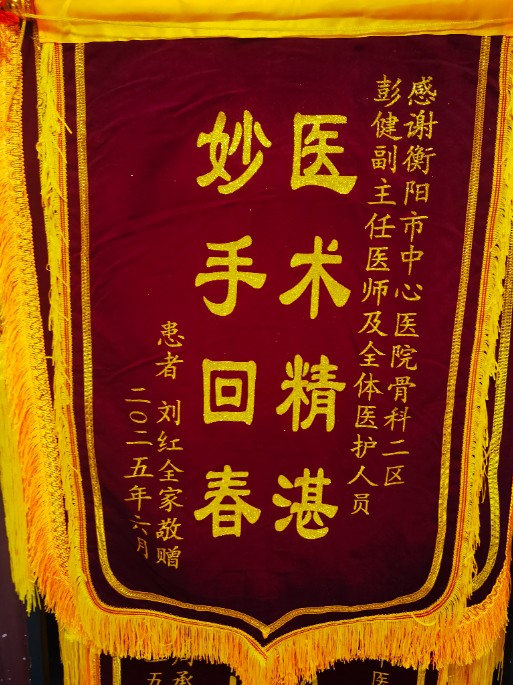 感谢衡阳市中心医院骨科二区
彭健副主任医师及全体医护人员
医术精湛
妙手回春
患者 刘红全家敬赠
二〇二五年六月